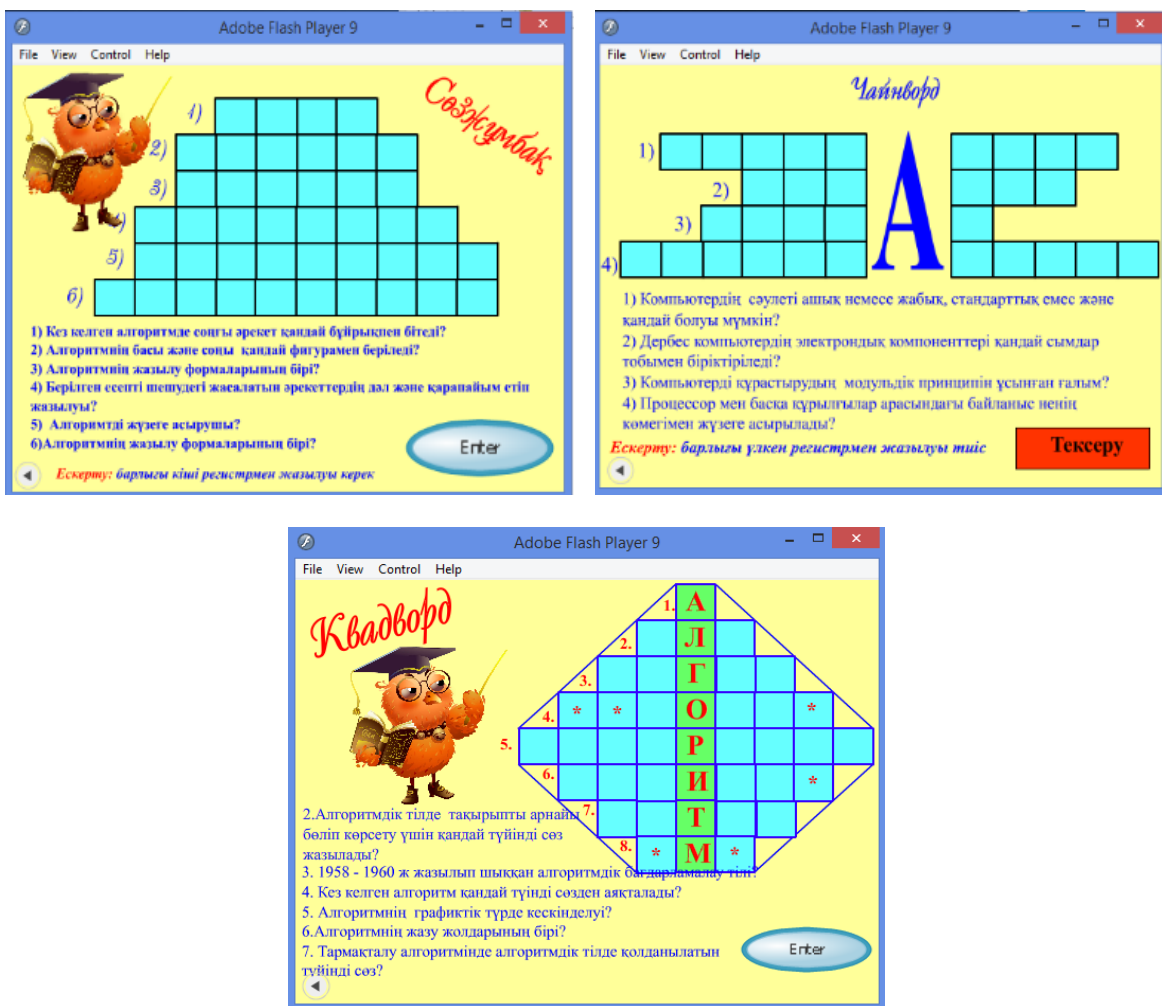 Adobe Flash Player 9
File View Control Help
Сөзжұмбақ
1)
2)
3)
)
5)
6)
1) Кез келген алгоритмде соңғы әрекет қандай бұйрықпен бітеді?
2) Алгоритмнің басы және соңы қандай фигурамен беріледі?
3) Алгоритмнің жазылу формаларының бірі?
4) Берілген есепті шешудегі жасалатын әрекеттердің дәл және қарапайым етіп
жазылуы?
5) Алгоримтді жүзеге асырушы?
6)Алгоритмнің жазылу формаларының бірі?
Enter
Ескерту: барлығы кіші регистрмен жазылуы керек
Adobe Flash Player 9
File View Control Help
Чайнворд
1)
2)
3)
4)
А
1) Компьютердің сәулеті ашық немесе жабық, стандарттық емес және
қандай болуы мүмкін?
2) Дербес компьютердің электрондық компоненттері қандай сымдар
тобымен біріктіріледі?
3) Компьютерді құрастырудың модульдік принципін ұсынған ғалым?
4) Процессор мен басқа құрылғылар арасындағы байланыс ненің
көмегімен жүзеге асырылады?
Ескерту: барлығы үлкен регистрмен жазылуы тиіс
Тексеру
Adobe Flash Player 9
File View Control Help
Квадворд
1. А
2. Л
3. Г
4. * * О *
5. Р
6. И *
7. Т
8. * М *
2.Алгоритмдік тілде тақырыпты арнайы
бөліп көрсету үшін қандай түйінді сөз
жазылады?
3. 1958 - 1960 ж жазылып шыққан алгоритмдік бағдарламалау тілі?
4. Кез келген алгоритм қандай түінді сөзден аяқталады?
5. Алгоритмнің графиктік түрде кескінделуі?
6.Алгоритмнің жазу жолдарының бірі?
7. Тармақталу алгоритмінде алгоритмдік тілде қолданылатын
түйінді сөз?
Enter